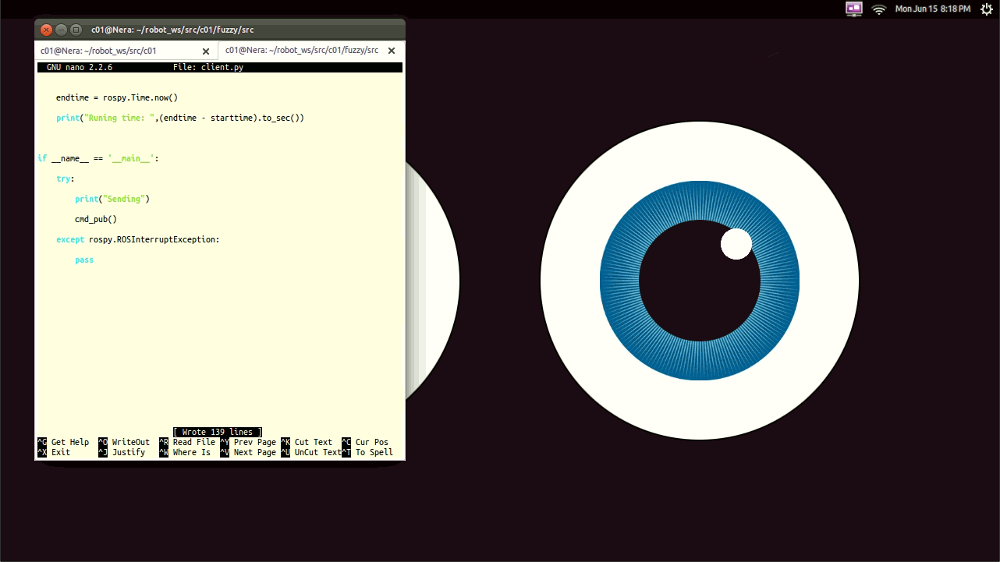 Mon Jun 15 8:18 PM
c01@Nera: ~/robot_ws/src/c01/fuzzy/src
c01@Nera: ~/robot_ws/src/c01
c01@Nera: ~/robot_ws/src/c01/fuzzy/src
GNU nano 2.2.6 File: client.py
endtime = rospy.Time.now()
print("Runing time: ",(endtime - starttime).to_sec())
if __name__ == '__main__':
try:
print("Sending")
cmd_pub()
except rospy.ROSInterruptException:
pass
[ Wrote 139 lines ]
^G Get Help ^O WriteOut ^R Read File ^Y Prev Page ^K Cut Text ^C Cur Pos
^X Exit ^J Justify ^W Where Is ^V Next Page ^U UnCut Text ^T To Spell